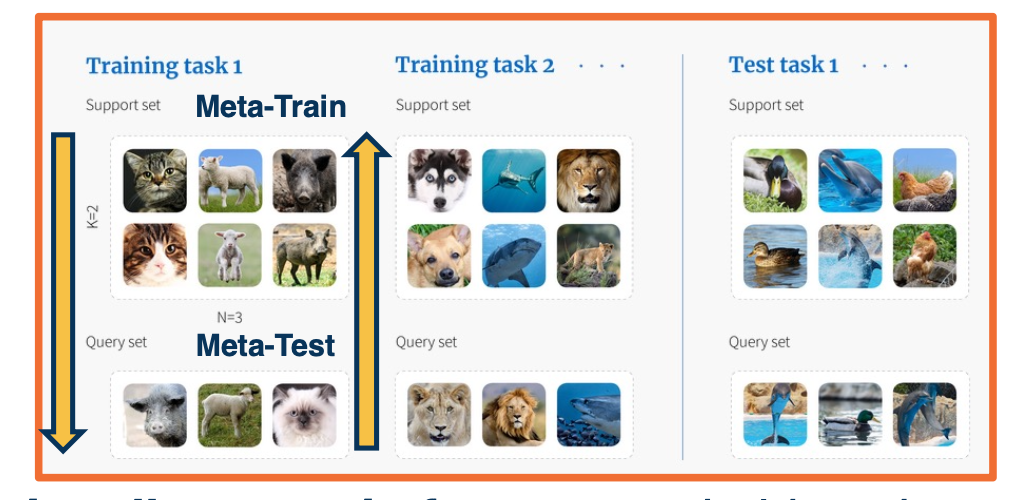 Training task 1
Training task 2 . . .
Test task 1 . . .
Support set
Meta-Train
Support set
Support set
K=2
N=3
Query set
Meta-Test
Query set
Query set